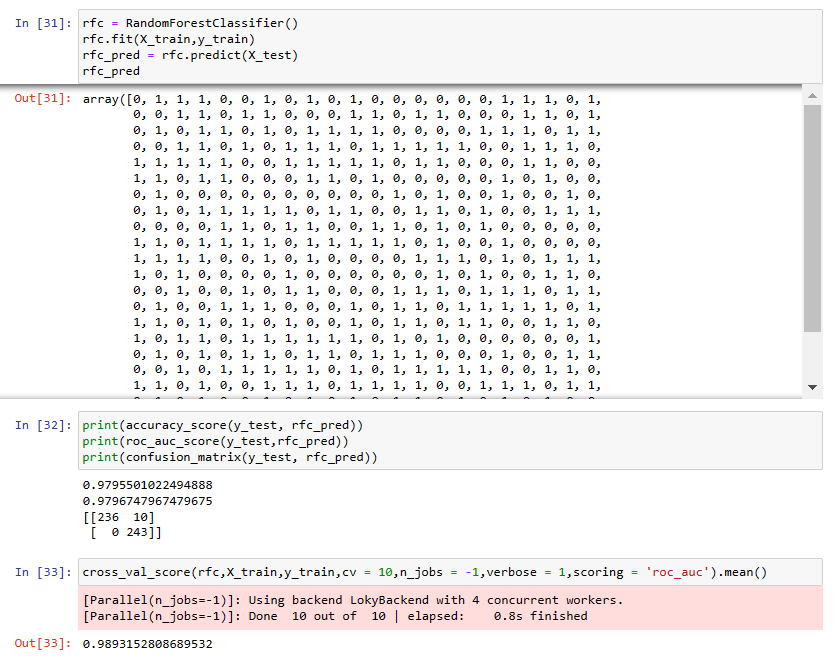 In [31]: rfc = RandomForestClassifier()
rfc.fit(X_train,y_train)
rfc_pred = rfc.predict(X_test)
rfc_pred
Out[31]: array([0, 1, 1, 1, 0, 0, 1, 0, 1, 0, 1, 0, 0, 0, 0, 0, 0, 1, 1, 1, 0, 1,
0, 0, 1, 1, 0, 1, 1, 0, 0, 0, 1, 1, 0, 1, 0, 0, 1, 0, 1, 1, 0, 1,
0, 1, 0, 1, 1, 0, 1, 0, 1, 1, 1, 1, 0, 0, 0, 0, 1, 1, 1, 0, 1, 1,
0, 0, 1, 1, 0, 1, 0, 1, 1, 0, 0, 0, 1, 1, 1, 1, 0, 0, 1, 1, 1, 0,
1, 1, 1, 1, 1, 0, 0, 1, 1, 1, 1, 1, 0, 1, 1, 0, 0, 0, 1, 1, 0, 0,
1, 1, 0, 1, 1, 0, 0, 0, 1, 1, 0, 1, 0, 0, 0, 0, 0, 1, 0, 1, 0, 0,
0, 1, 0, 0, 0, 0, 0, 0, 0, 0, 0, 0, 1, 0, 1, 0, 0, 1, 0, 0, 1, 0,
0, 1, 0, 1, 1, 1, 1, 1, 0, 1, 1, 0, 0, 1, 1, 0, 1, 0, 0, 1, 1, 1,
0, 0, 0, 0, 1, 1, 0, 1, 1, 0, 0, 1, 1, 0, 1, 0, 1, 0, 0, 0, 0, 0,
1, 1, 0, 1, 1, 1, 1, 0, 1, 1, 1, 1, 1, 0, 1, 0, 0, 1, 0, 0, 0, 0,
1, 1, 1, 1, 0, 0, 1, 0, 1, 0, 0, 0, 0, 1, 1, 1, 0, 1, 0, 1, 1, 1,
1, 0, 1, 0, 0, 0, 0, 1, 0, 0, 0, 0, 0, 0, 1, 0, 1, 0, 0, 1, 1, 0,
0, 0, 1, 0, 0, 1, 0, 1, 1, 0, 0, 0, 1, 1, 1, 0, 1, 1, 1, 0, 1, 1,
0, 1, 0, 0, 1, 1, 1, 0, 0, 0, 1, 0, 0, 1, 0, 1, 1, 1, 1, 1, 0, 1,
1, 1, 0, 1, 0, 1, 0, 1, 0, 0, 1, 0, 1, 1, 0, 1, 1, 0, 0, 1, 1, 0,
1, 0, 1, 1, 0, 1, 1, 1, 1, 1, 1, 0, 1, 0, 1, 0, 0, 0, 0, 0, 0, 1,
0, 1, 0, 1, 0, 1, 1, 0, 1, 1, 0, 1, 1, 1, 0, 0, 0, 1, 0, 0, 1, 1,
0, 0, 1, 0, 1, 1, 1, 1, 1, 0, 1, 0, 1, 1, 1, 1, 1, 0, 0, 1, 1, 0,
1, 1, 0, 1, 0, 0, 1, 1, 1, 0, 1, 1, 1, 1, 0, 0, 1, 1, 1, 0, 1, 1,
In [32]: print(accuracy_score(y_test, rfc_pred))
print(roc_auc_score(y_test,rfc_pred))
print(confusion_matrix(y_test, rfc_pred))
0.9795501022494888
0.9796747967479675
[[236  10]
[  0 243]]
In [33]: cross_val_score(rfc,X_train,y_train,cv = 10,n_jobs = -1,verbose = 1,scoring = 'roc_auc').mean()
[Parallel(n_jobs=-1)]: Using backend LokyBackend with 4 concurrent workers.
[Parallel(n_jobs=-1)]: Done  10 out of  10 | elapsed:    0.8s finished
Out[33]: 0.9893152808689532